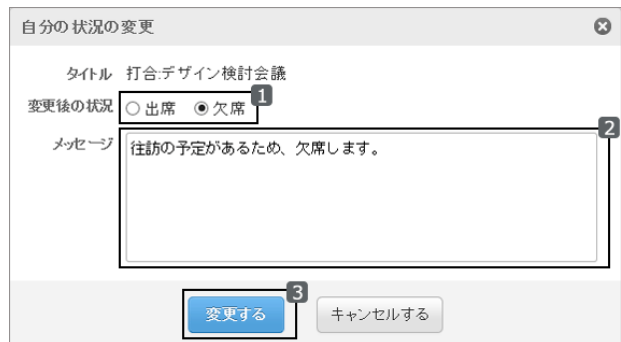 自分の状況の変更
タイトル 打合:デザイン検討会議
変更後の状況 出席 欠席 1
2
メッセージ 往訪の予定があるため、欠席します。
3
変更する キャンセルする